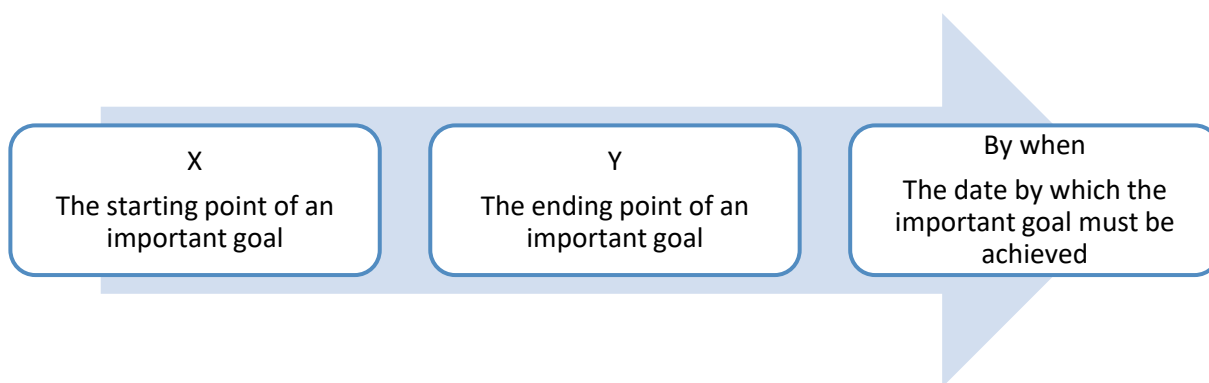 X
The starting point of an
important goal
Y
The ending point of an
important goal
By when
The date by which the
important goal must be
achieved